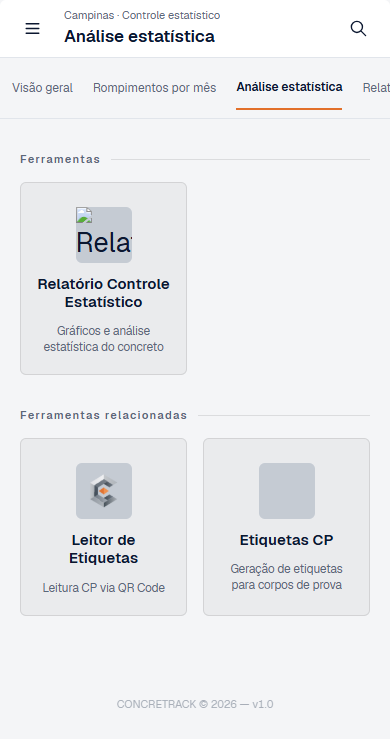 Campinas · Controle estatístico
Análise estatística
Visão geral Rompimentos por mês Análise estatística Relat
Ferramentas
Relat
Relatório Controle
Estatístico
Gráficos e análise
estatística do concreto
Ferramentas relacionadas
Leitor de
Etiquetas
Leitura CP via QR Code
Etiquetas CP
Geração de etiquetas
para corpos de prova
CONCRETRACK © 2026 — v1.0